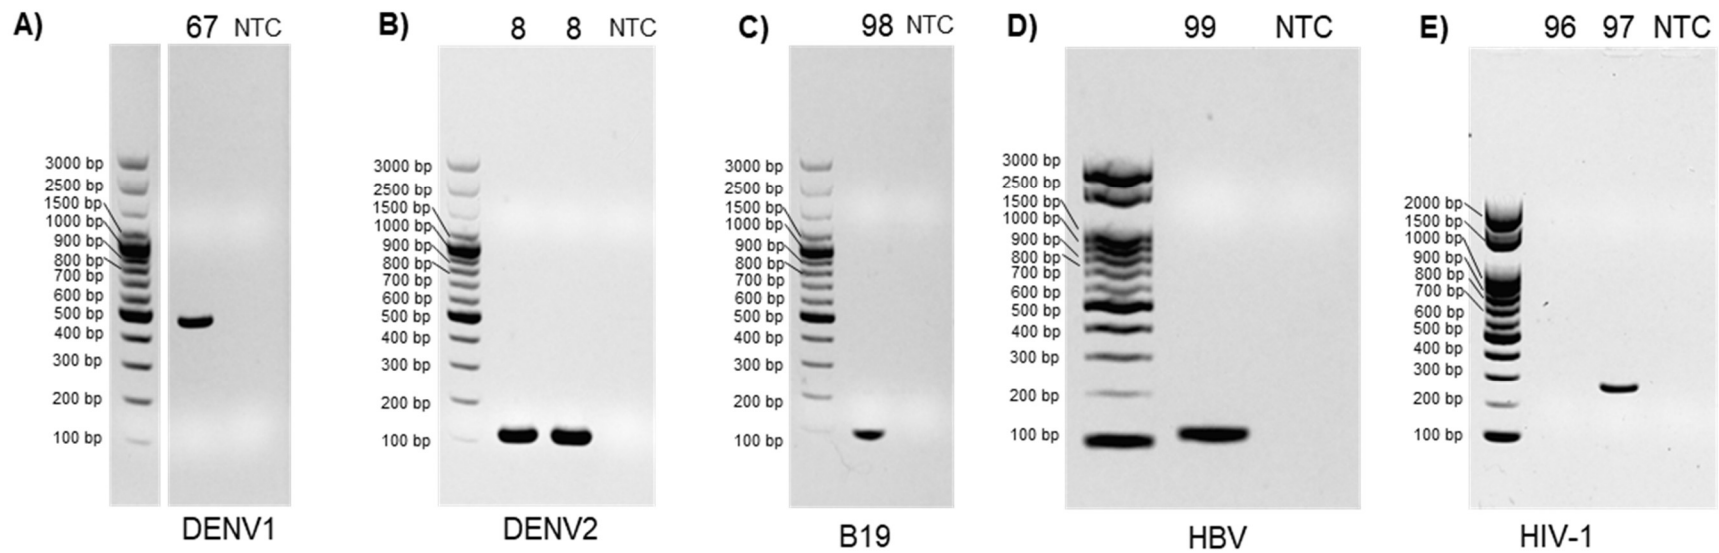 A) 67 NTC
3000 bp
2500 bp
1500 bp
1000 bp
900 bp
800 bp
700 bp
600 bp
500 bp
400 bp
300 bp
200 bp
100 bp
DENV1
B) 8 8 NTC
3000 bp
2500 bp
1500 bp
1000 bp
900 bp
800 bp
700 bp
600 bp
500 bp
400 bp
300 bp
200 bp
100 bp
DENV2
C) 98 NTC
3000 bp
2500 bp
1500 bp
1000 bp
900 bp
800 bp
700 bp
600 bp
500 bp
400 bp
300 bp
200 bp
100 bp
B19
D) 99 NTC
3000 bp
2500 bp
1500 bp
1000 bp
900 bp
800 bp
700 bp
600 bp
500 bp
400 bp
300 bp
200 bp
100 bp
HBV
E) 96 97 NTC
2000 bp
1500 bp
1000 bp
900 bp
800 bp
700 bp
600 bp
500 bp
400 bp
300 bp
200 bp
100 bp
HIV-1